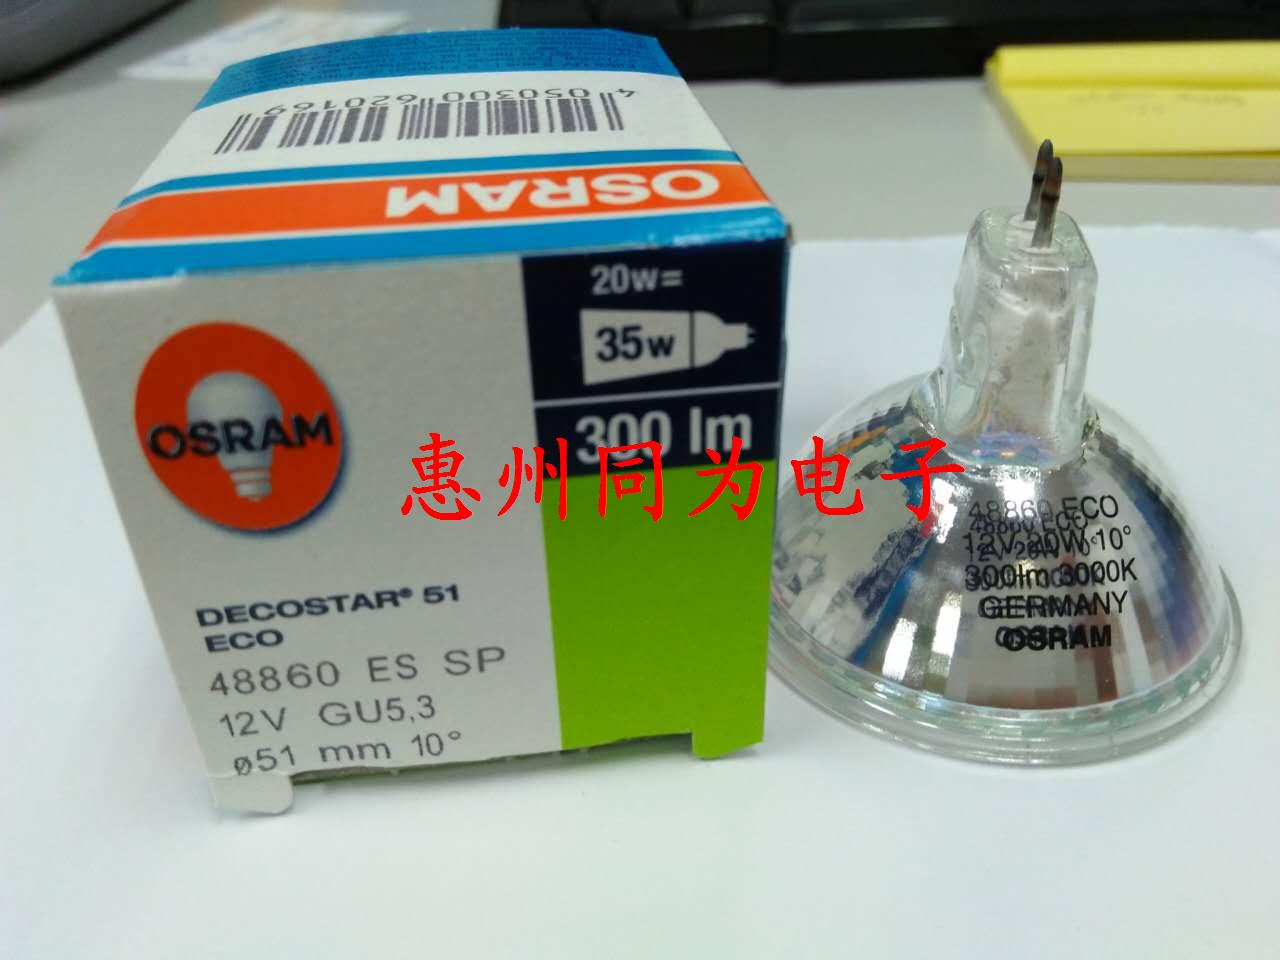 4 050300 620169
OSRAM
20w=
35w
300 lm
OSRAM
DECOSTAR® 51
ECO
48860 ES SP
12V GU5,3
ø51 mm 10°
惠州同为电子
48860 ECO
12V 20W 10°
300lm 3000K
GERMANY
OSRAM